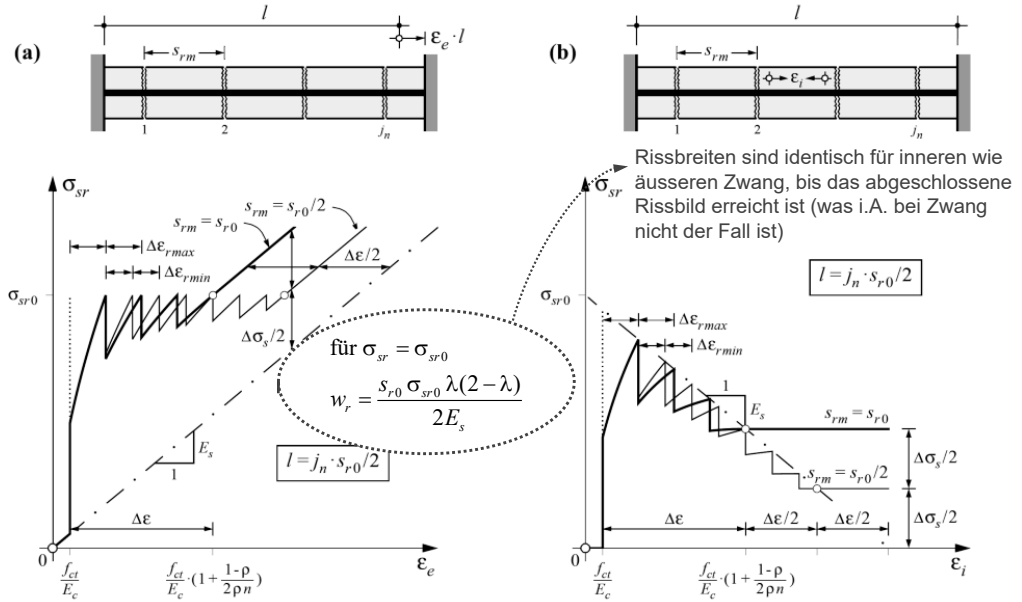 (a)
l
ε_e · l
s_rm
1
2
j_n
(b)
l
s_rm
ε_i
1
2
j_n
Rissbreiten sind identisch für inneren wie
äusseren Zwang, bis das abgeschlossene
Rissbild erreicht ist (was i.A. bei Zwang
nicht der Fall ist)
σ_sr
s_rm = s_r0/2
s_rm = s_r0
Δε_rmax
Δε_rmin
Δε/2
σ_sr0
Δσ_s/2
E_s
1
l = j_n · s_r0/2
Δε
0
f_ct/E_c
f_ct/E_c · (1 + (1-ρ)/(2ρn))
ε_e
für σ_sr = σ_sr0
w_r = s_r0 σ_sr0 λ(2 − λ) / 2E_s
σ_sr
l = j_n · s_r0/2
σ_sr0
Δε_rmax
Δε_rmin
1
E_s
s_rm = s_r0
Δσ_s/2
s_rm = s_r0/2
Δσ_s/2
Δε
Δε/2
Δε/2
0
f_ct/E_c
f_ct/E_c · (1 + (1-ρ)/(2ρn))
ε_i